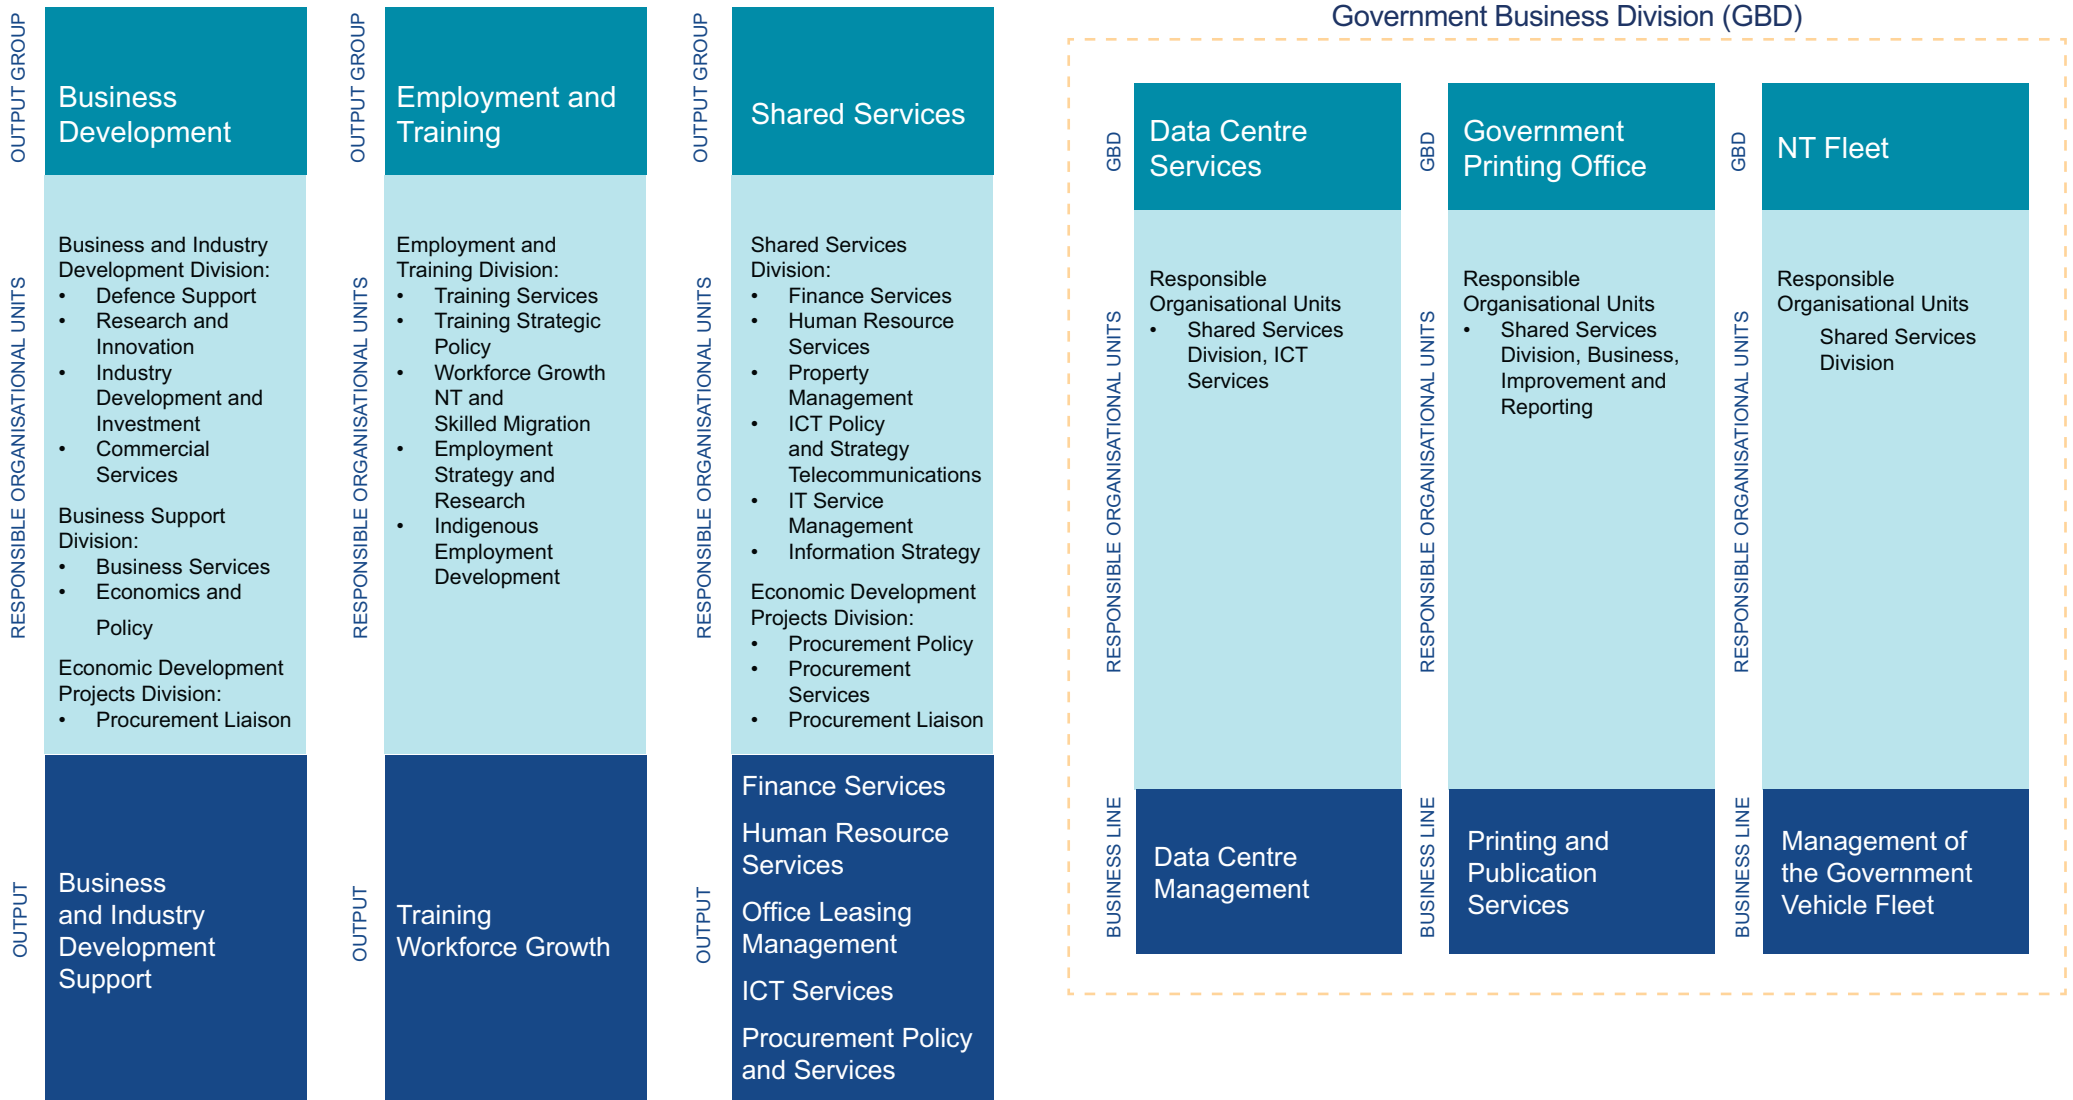 OUTPUT GROUP
Business
Development
RESPONSIBLE ORGANISATIONAL UNITS
Business and Industry
Development Division:
• Defence Support
• Research and
Innovation
• Industry
Development and
Investment
• Commercial
Services
Business Support
Division:
• Business Services
• Economics and
Policy
Economic Development
Projects Division:
• Procurement Liaison
OUTPUT
Business
and Industry
Development
Support
OUTPUT GROUP
Employment and
Training
RESPONSIBLE ORGANISATIONAL UNITS
Employment and
Training Division:
• Training Services
• Training Strategic
Policy
• Workforce Growth
NT and
Skilled Migration
• Employment
Strategy and
Research
• Indigenous
Employment
Development
OUTPUT
Training
Workforce Growth
OUTPUT GROUP
Shared Services
RESPONSIBLE ORGANISATIONAL UNITS
Shared Services
Division:
• Finance Services
• Human Resource
Services
• Property
Management
• ICT Policy
and Strategy
Telecommunications
• IT Service
Management
• Information Strategy
Economic Development
Projects Division:
• Procurement Policy
• Procurement
Services
• Procurement Liaison
OUTPUT
Finance Services
Human Resource
Services
Office Leasing
Management
ICT Services
Procurement Policy
and Services
Government Business Division (GBD)
GBD
Data Centre
Services
RESPONSIBLE ORGANISATIONAL UNITS
Responsible
Organisational Units
• Shared Services
Division, ICT
Services
BUSINESS LINE
Data Centre
Management
GBD
Government
Printing Office
RESPONSIBLE ORGANISATIONAL UNITS
Responsible
Organisational Units
• Shared Services
Division, Business,
Improvement and
Reporting
BUSINESS LINE
Printing and
Publication
Services
GBD
NT Fleet
RESPONSIBLE ORGANISATIONAL UNITS
Responsible
Organisational Units
Shared Services
Division
BUSINESS LINE
Management of
the Government
Vehicle Fleet